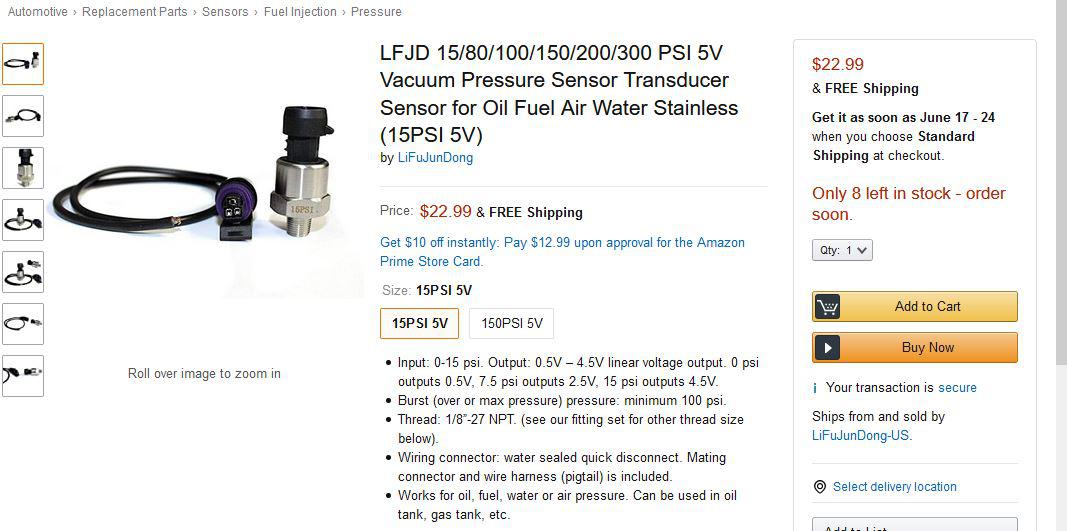 Automotive › Replacement Parts › Sensors › Fuel Injection › Pressure
LFJD 15/80/100/150/200/300 PSI 5V
Vacuum Pressure Sensor Transducer
Sensor for Oil Fuel Air Water Stainless
(15PSI 5V)
by LiFuJunDong
15PSI
Roll over image to zoom in
Price: $22.99 & FREE Shipping
Get $10 off instantly: Pay $12.99 upon approval for the Amazon
Prime Store Card.
Size: 15PSI 5V
15PSI 5V 150PSI 5V
• Input: 0-15 psi. Output: 0.5V – 4.5V linear voltage output. 0 psi
outputs 0.5V, 7.5 psi outputs 2.5V, 15 psi outputs 4.5V.
• Burst (over or max pressure) pressure: minimum 100 psi.
• Thread: 1/8”-27 NPT. (see our fitting set for other thread size
below).
• Wiring connector: water sealed quick disconnect. Mating
connector and wire harness (pigtail) is included.
• Works for oil, fuel, water or air pressure. Can be used in oil
tank, gas tank, etc.
$22.99
& FREE Shipping
Get it as soon as June 17 - 24
when you choose Standard
Shipping at checkout.
Only 8 left in stock - order
soon.
Qty: 1
Add to Cart
Buy Now
Your transaction is secure
Ships from and sold by
LiFuJunDong-US.
Select delivery location
Add to List